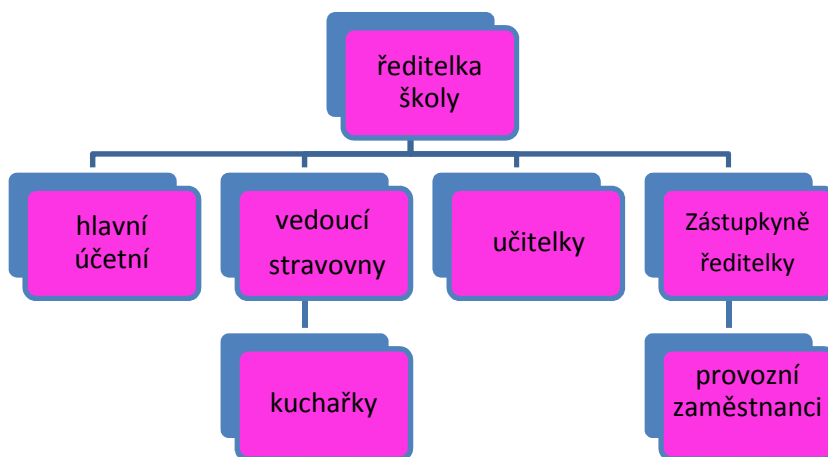 ředitelka
školy
hlavní
účetní
vedoucí
stravovny
učitelky
Zástupkyně
ředitelky
kuchařky
provozní
zaměstnanci